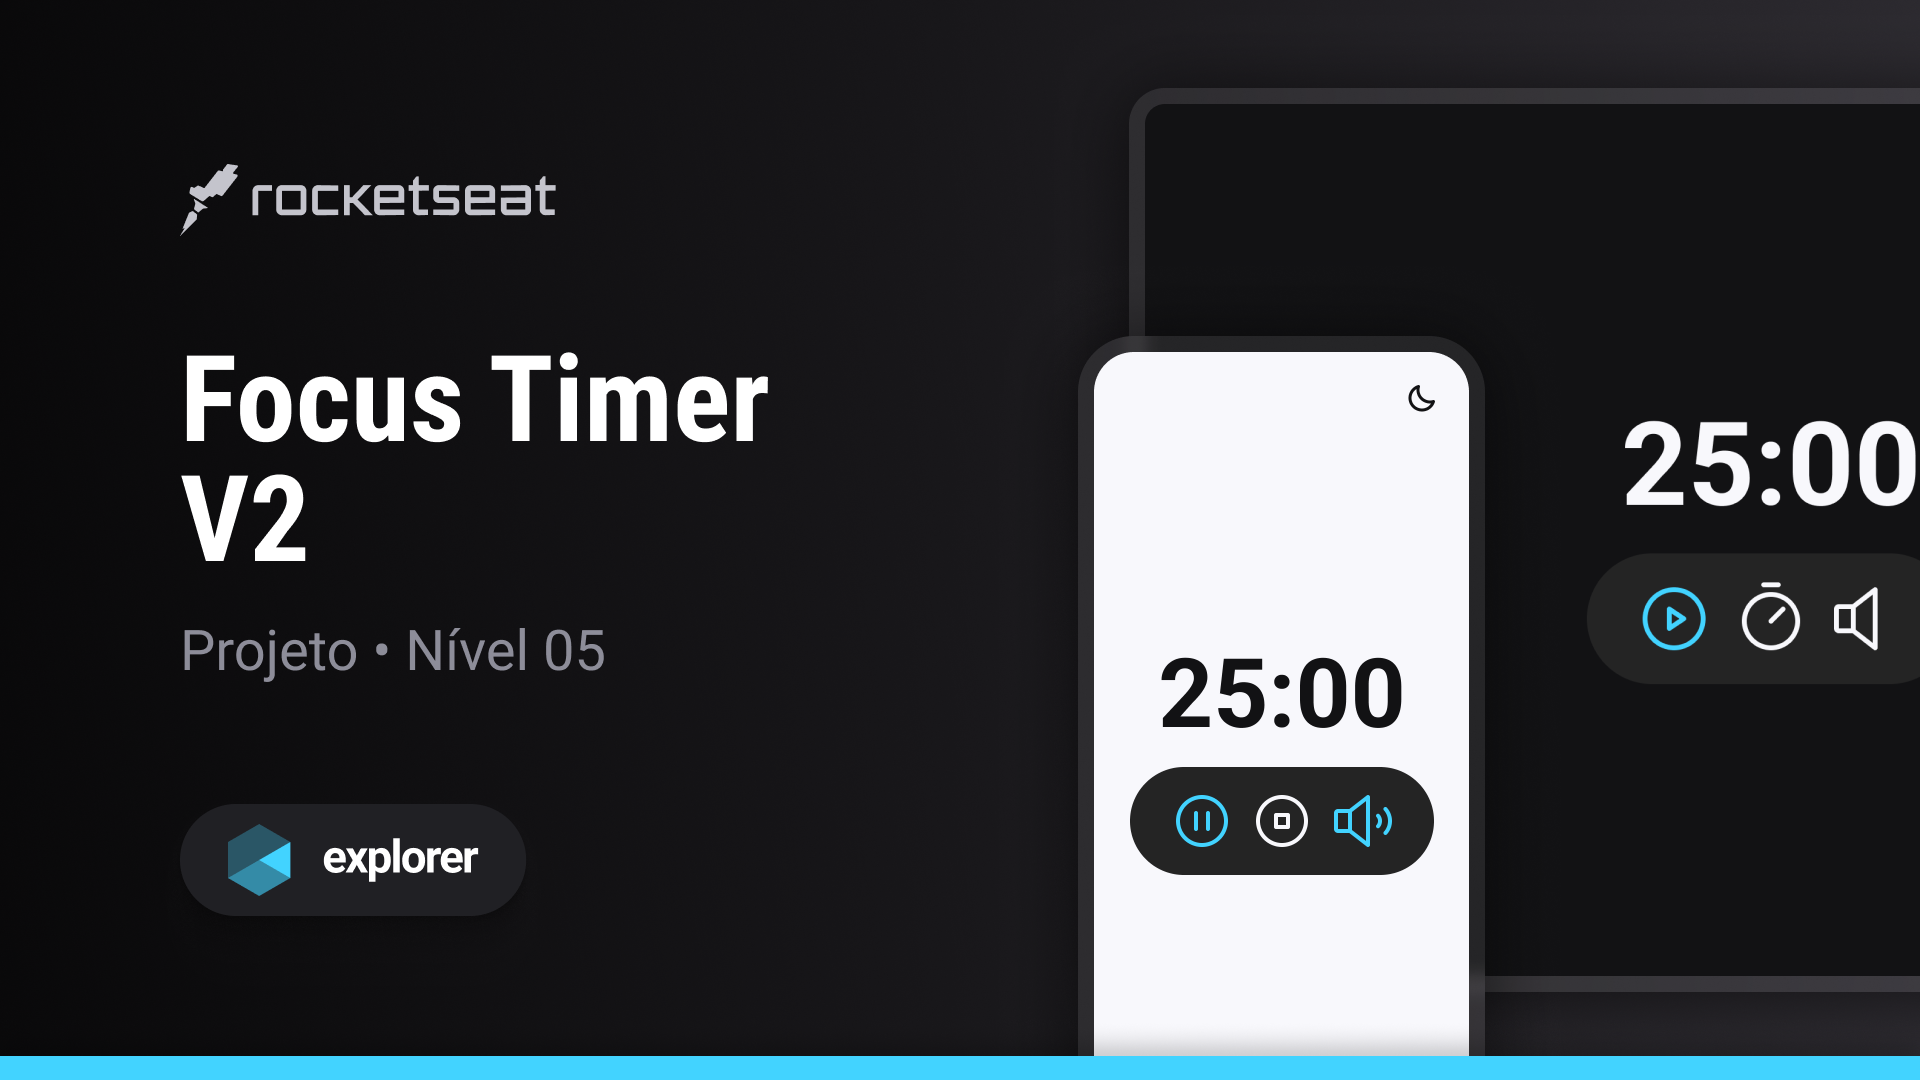 rocketseat
Focus Timer
V2
Projeto • Nível 05
explorer
25:00
25:00